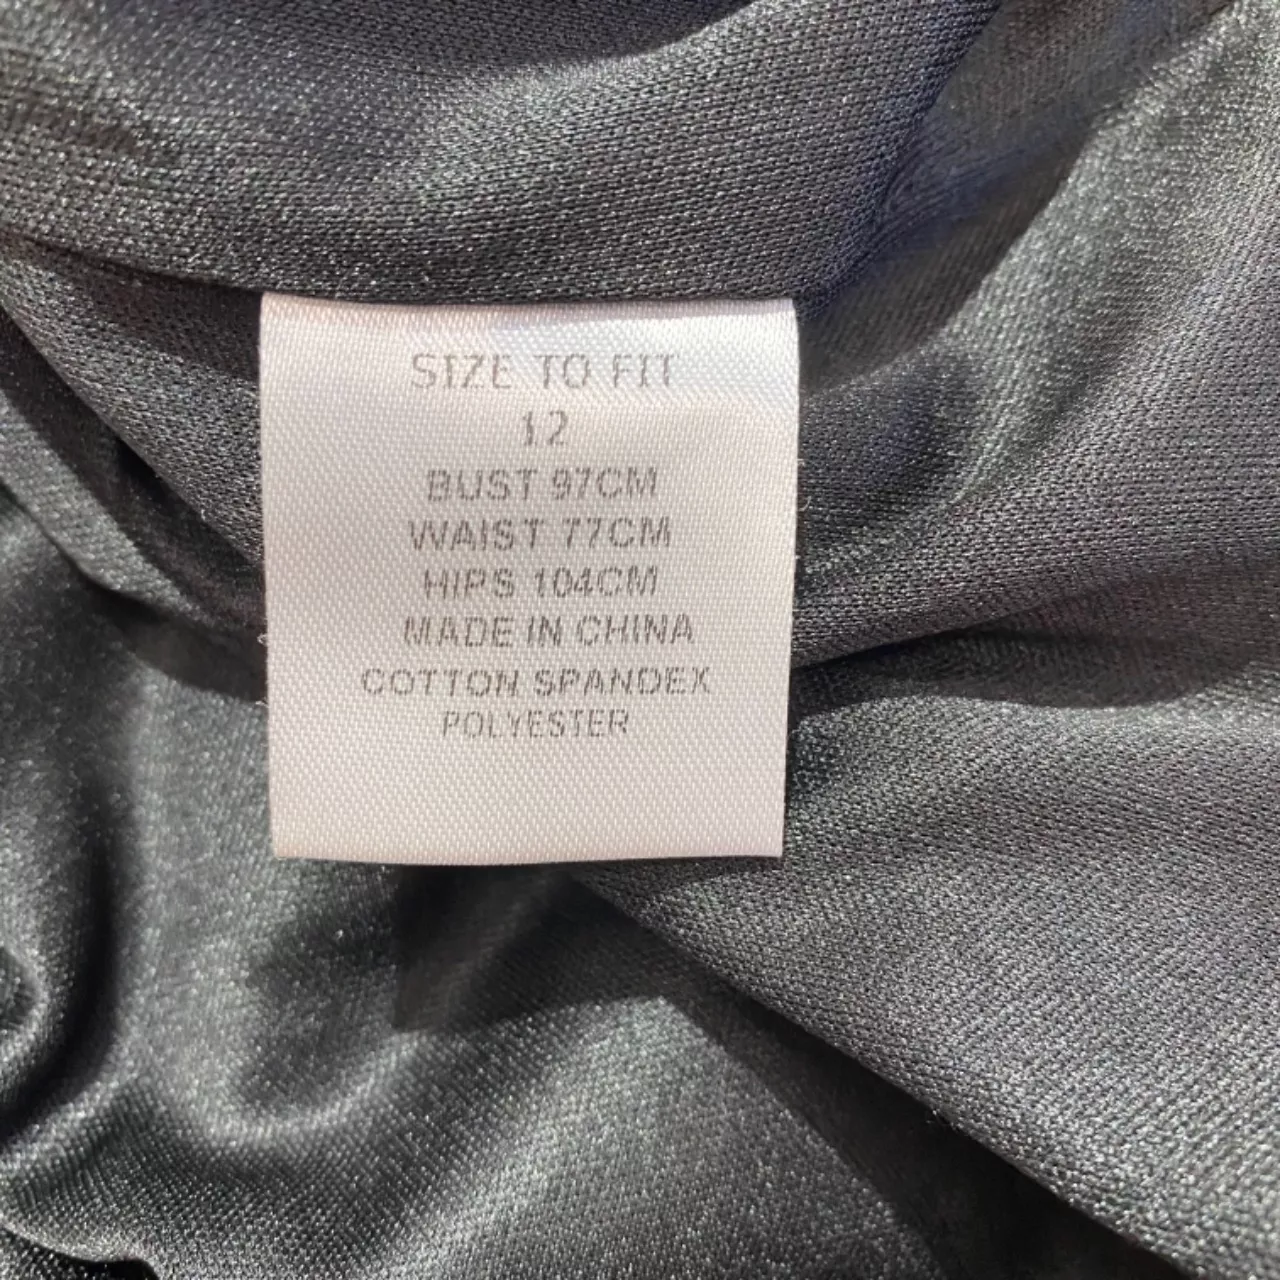 SIZE TO FIT
12
BUST 97CM
WAIST 77CM
HIPS 104CM
MADE IN CHINA
COTTON SPANDEX
POLYESTER